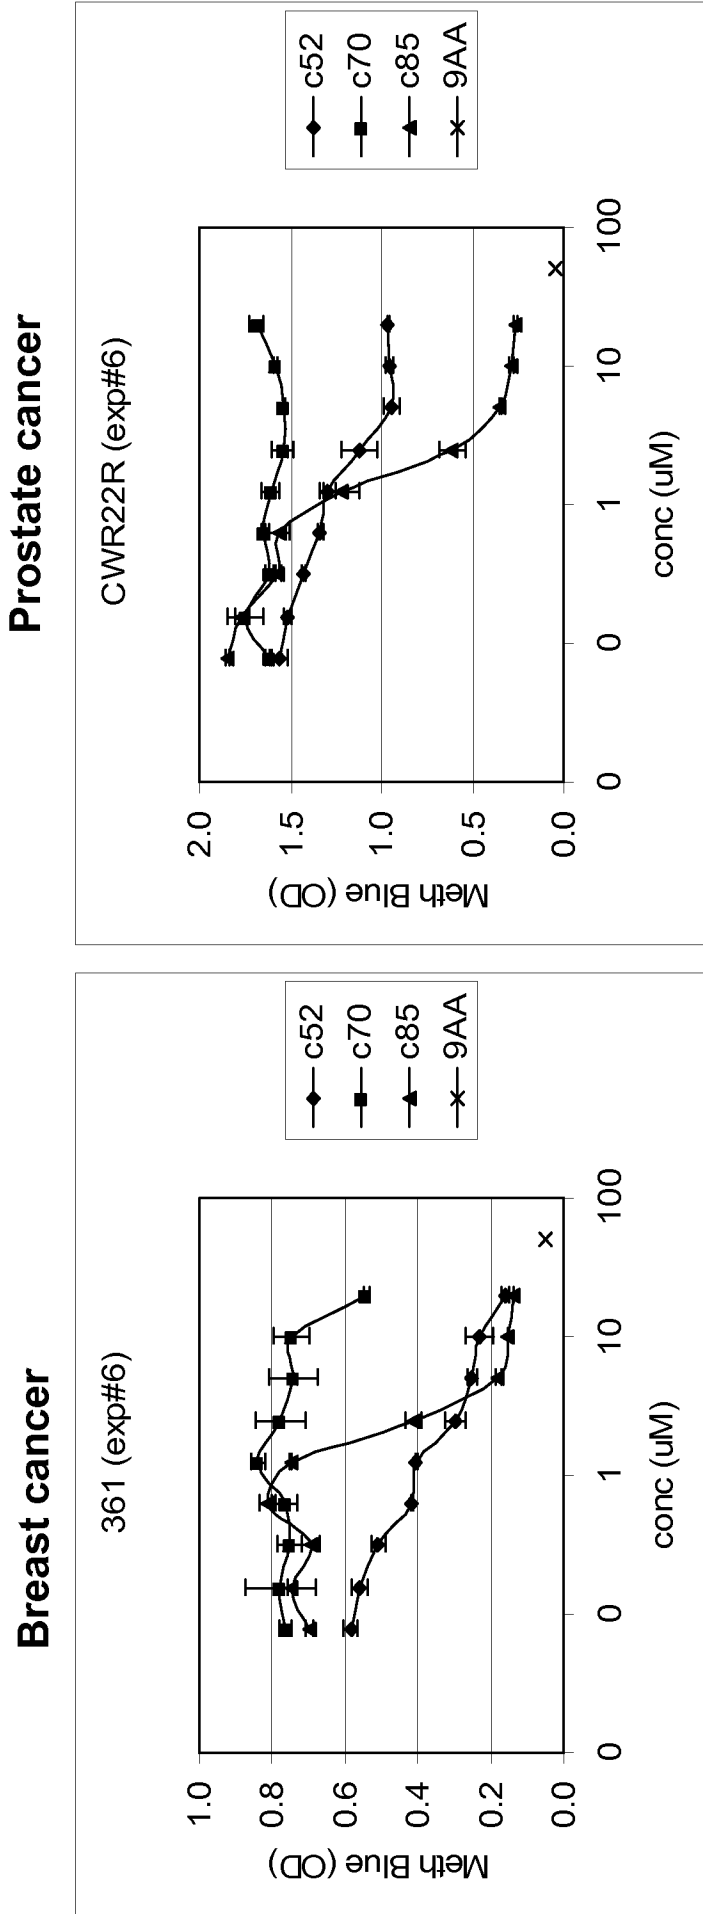 Breast cancer
361 (exp#6)
Meth Blue (OD)
1.0
0.8
0.6
0.4
0.2
0.0
0
0
1
10
100
conc (uM)
c52
c70
c85
9AA
Prostate cancer
CWR22R (exp#6)
Meth Blue (OD)
2.0
1.5
1.0
0.5
0.0
0
0
1
10
100
conc (uM)
c52
c70
c85
9AA